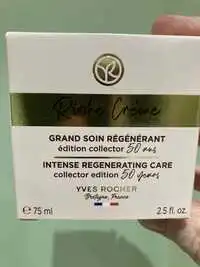 Riche Crème
GRAND SOIN RÉGÉNÉRANT
édition collector 50 ans
INTENSE REGENERATING CARE
collector edition 50 years
YVES ROCHER
Bretagne, France
e 75 ml 2.5 fl. oz.